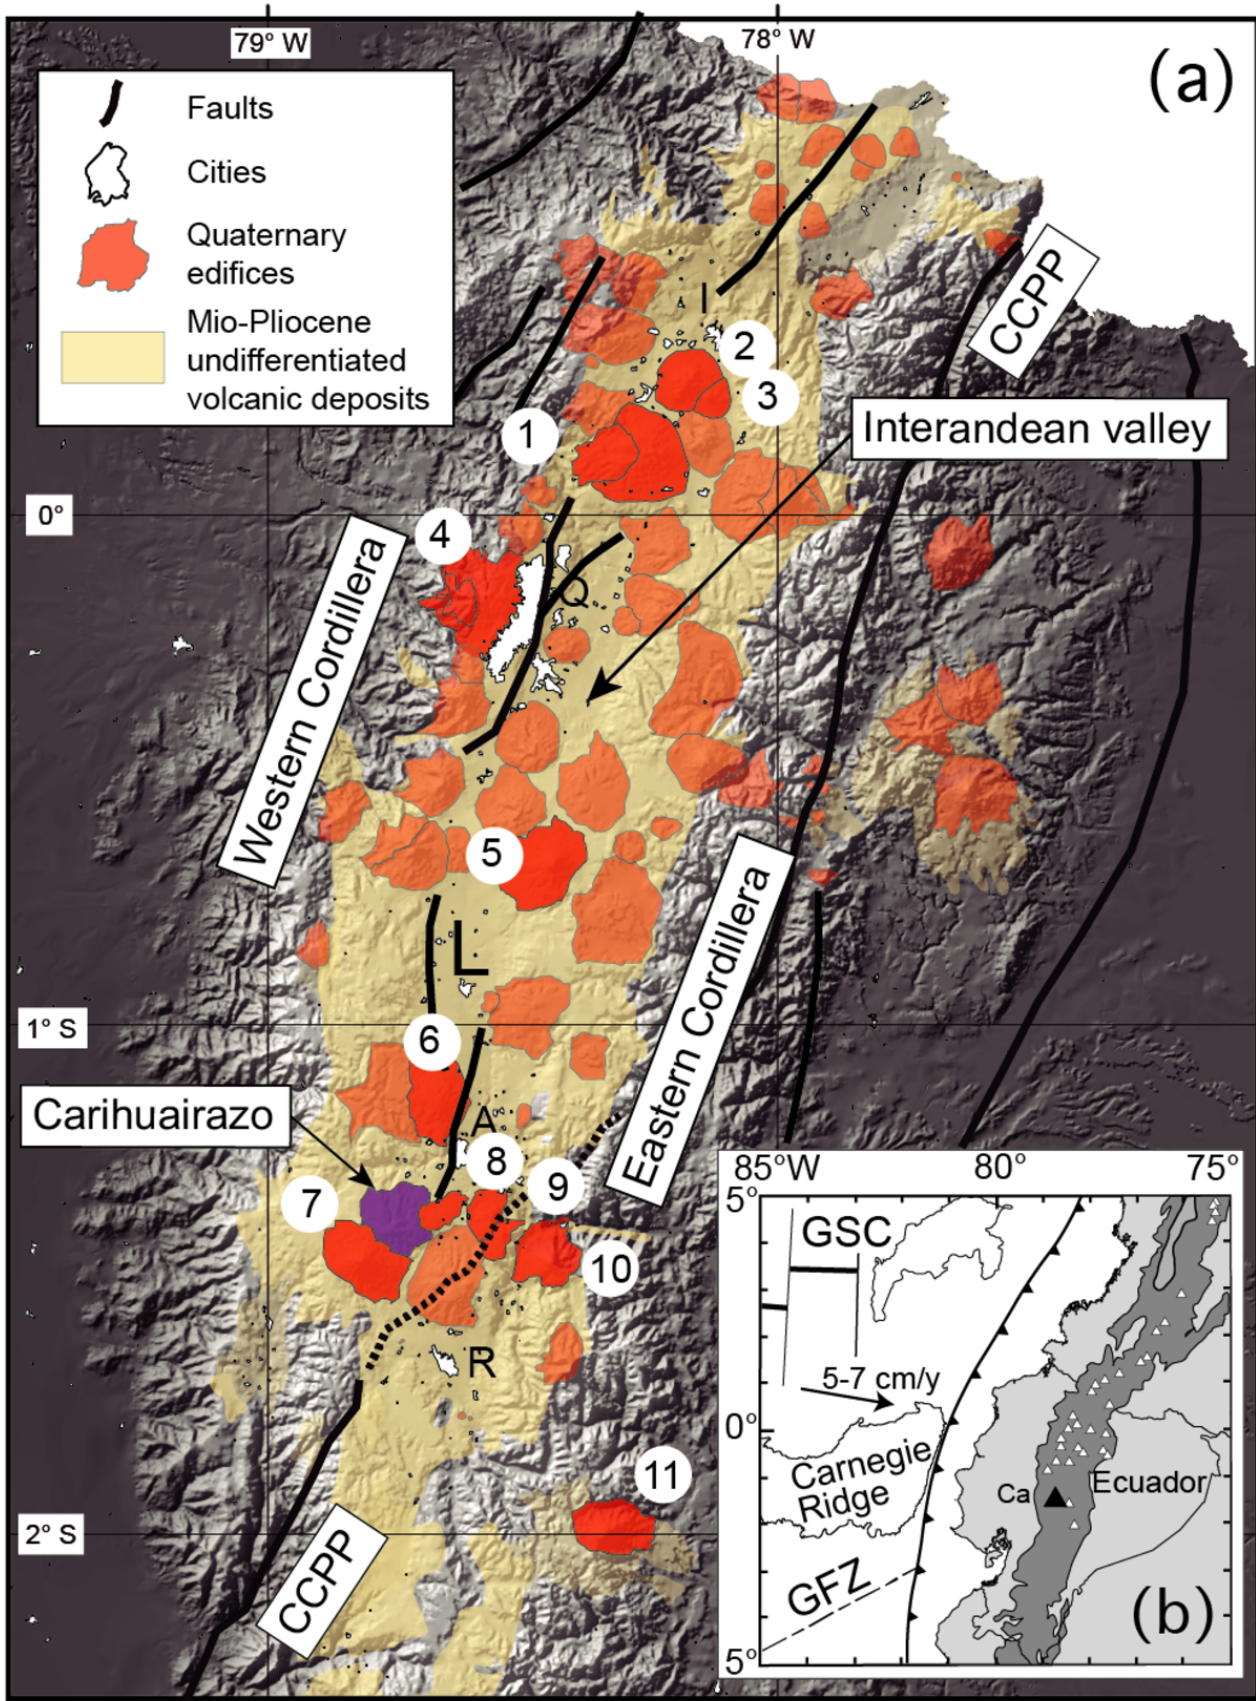 79° W
78° W
(a)
Faults
Cities
Quaternary
edifices
Mio-Pliocene
undifferentiated
volcanic deposits
CCPP
I
2
3
1
Interandean valley
0°
4
Western Cordillera
Q
5
L
Eastern Cordillera
1° S
6
Carihuairazo
A
8
7
9
10
R
11
2° S
CCPP
85°W
80°
75°
5°
GSC
5-7 cm/y
0°
Carnegie
Ridge
Ca
Ecuador
GFZ
(b)
5°